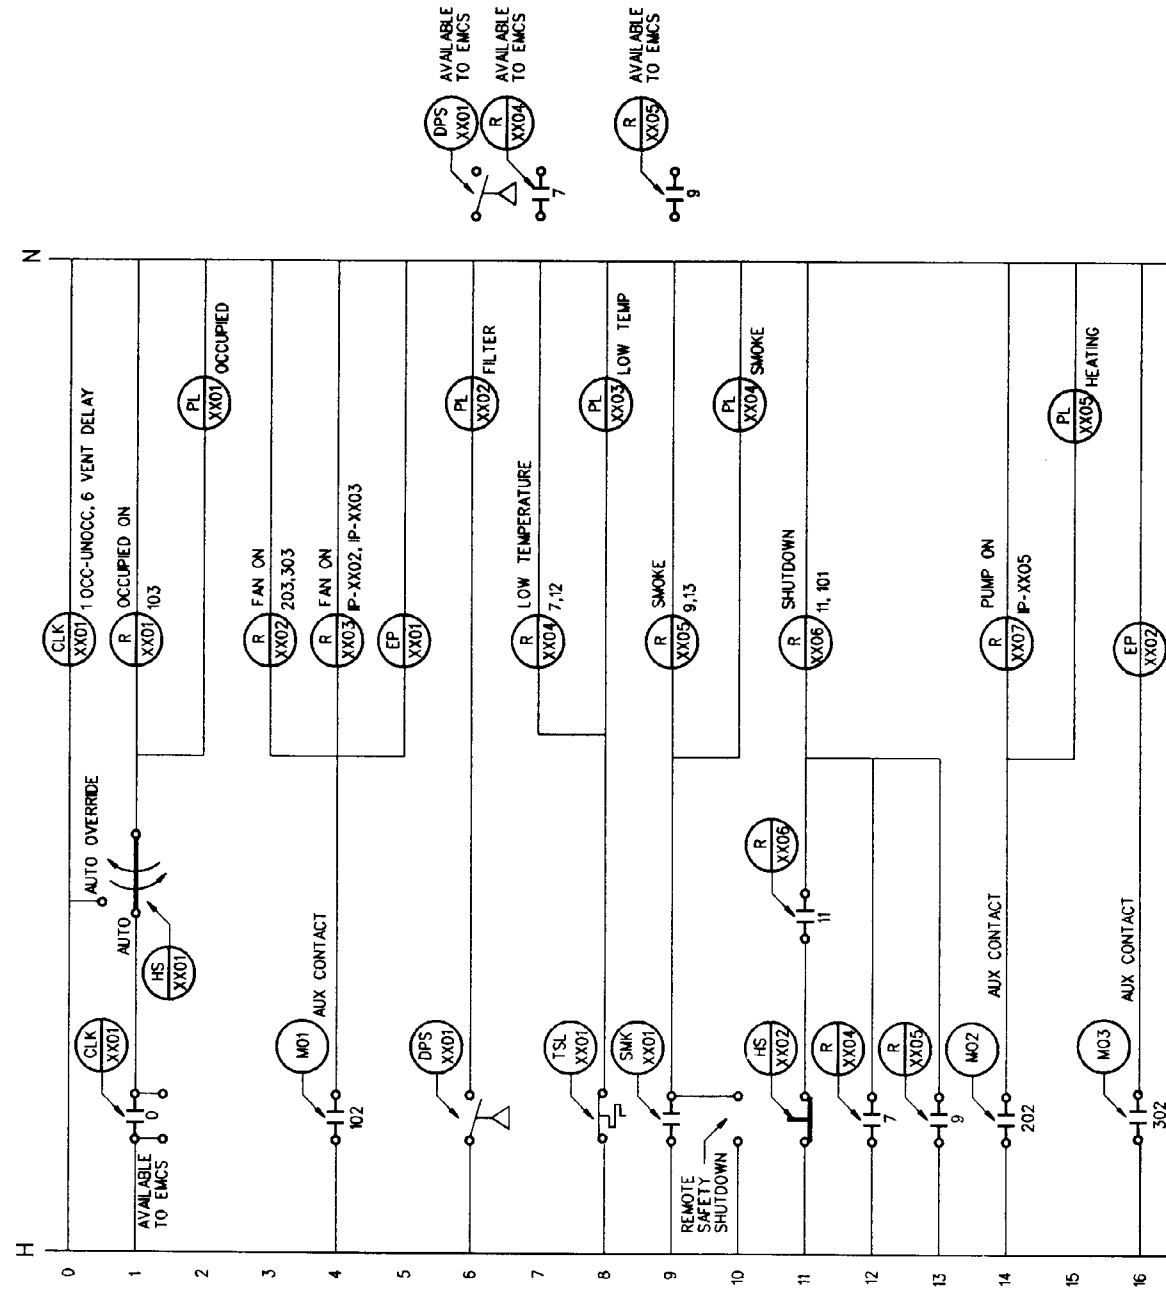 H
N
0
CLK
XX01
1 OCC-UNOCC, 6 VENT DELAY
AUTO OVERRIDE
1
AVAILABLE
TO EMCS
0
CLK
XX01
HS
XX01
AUTO
R
XX01
OCCUPIED ON
103
2
PL
XX01
OCCUPIED
3
R
XX02
FAN ON
203,303
4
102
M01
AUX CONTACT
R
XX03
FAN ON
IP-XX02, IP-XX03
5
EP
XX01
6
DPS
XX01
PL
XX02
FILTER
DPS
XX01
AVAILABLE
TO EMCS
7
R
XX04
LOW TEMPERATURE
7,12
7
R
XX04
AVAILABLE
TO EMCS
8
TSL
XX01
PL
XX03
LOW TEMP
9
SMK
XX01
R
XX05
SMOKE
9,13
9
R
XX05
AVAILABLE
TO EMCS
10
REMOTE
SAFETY
SHUTDOWN
PL
XX04
SMOKE
11
HS
XX02
11
R
XX06
R
XX06
SHUTDOWN
11, 101
12
7
R
XX04
13
9
R
XX05
14
202
M02
AUX CONTACT
R
XX07
PUMP ON
IP-XX05
15
PL
XX05
HEATING
16
302
M03
AUX CONTACT
EP
XX02